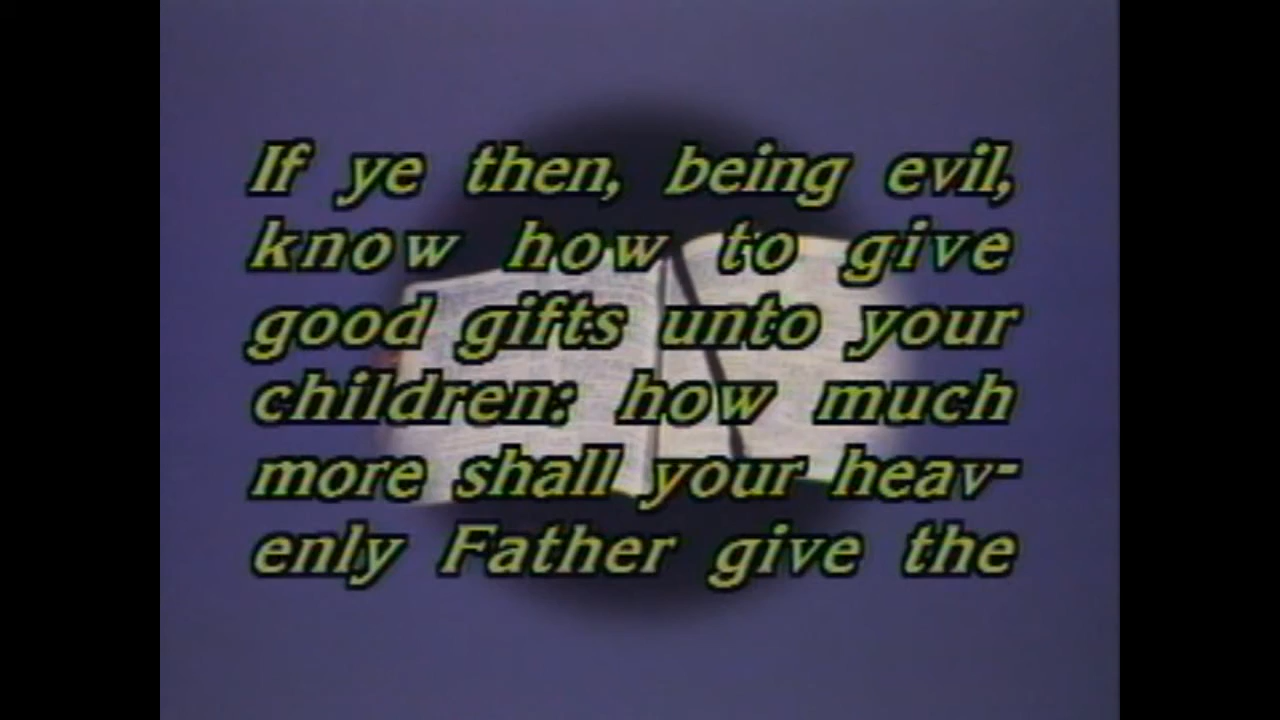 If ye then, being evil,
know how to give
good gifts unto your
children: how much
more shall your heav-
enly Father give the